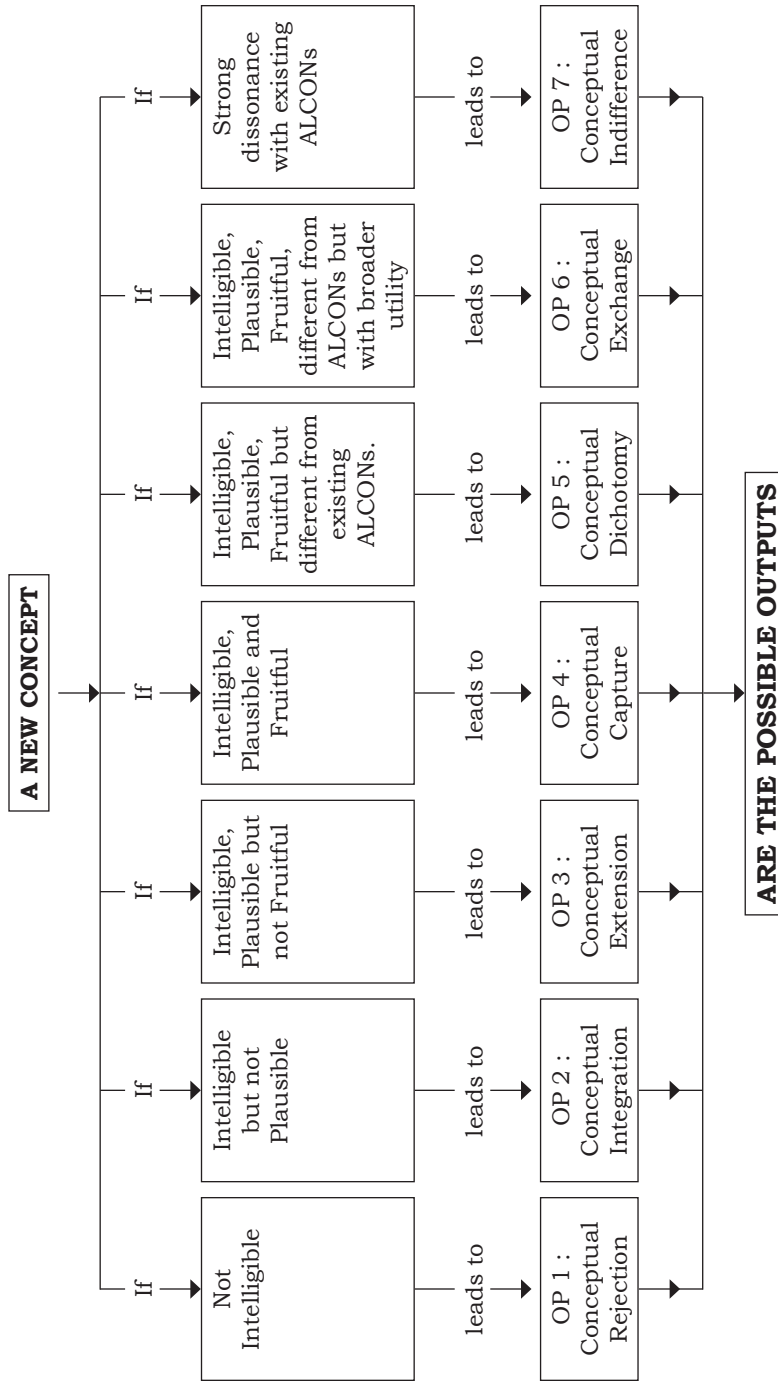 A NEW CONCEPT
If
If
If
If
If
If
If
Not
Intelligible
Intelligible
but not
Plausible
Intelligible,
Plausible but
not Fruitful
Intelligible,
Plausible and
Fruitful
Intelligible,
Plausible,
Fruitful but
different from
existing
ALCONs.
Intelligible,
Plausible,
Fruitful,
different from
ALCONs but
with broader
utility
Strong
dissonance
with existing
ALCONs
leads to
leads to
leads to
leads to
leads to
leads to
leads to
OP 1 :
Conceptual
Rejection
OP 2 :
Conceptual
Integration
OP 3 :
Conceptual
Extension
OP 4 :
Conceptual
Capture
OP 5 :
Conceptual
Dichotomy
OP 6 :
Conceptual
Exchange
OP 7 :
Conceptual
Indifference
ARE THE POSSIBLE OUTPUTS